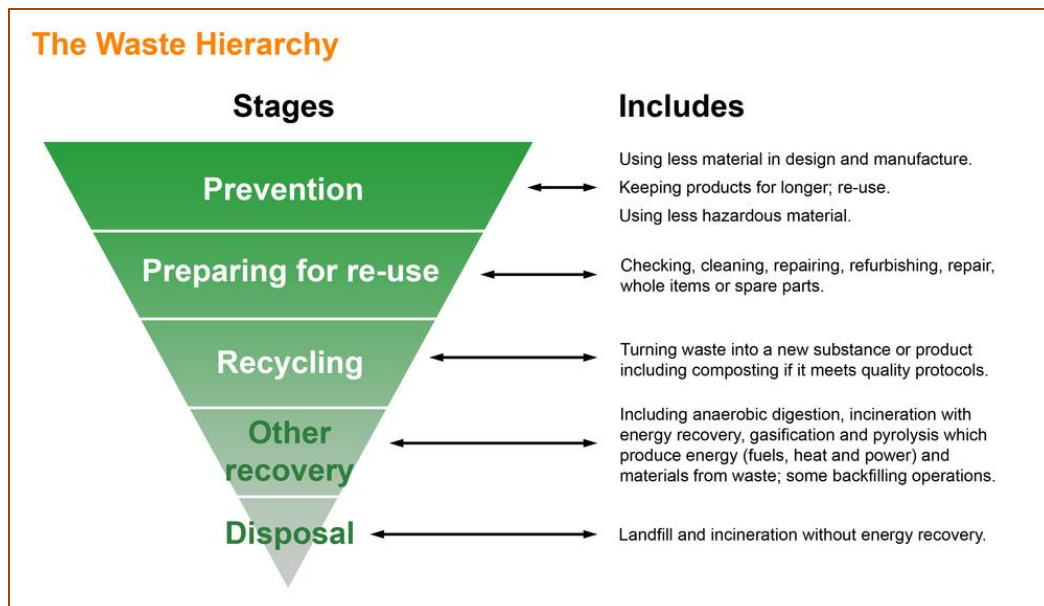 The Waste Hierarchy
Stages
Includes
Prevention
Using less material in design and manufacture.
Keeping products for longer; re-use.
Using less hazardous material.
Preparing for re-use
Checking, cleaning, repairing, refurbishing, repair,
whole items or spare parts.
Recycling
Turning waste into a new substance or product
including composting if it meets quality protocols.
Other
recovery
Including anaerobic digestion, incineration with
energy recovery, gasification and pyrolysis which
produce energy (fuels, heat and power) and
materials from waste; some backfilling operations.
Disposal
Landfill and incineration without energy recovery.